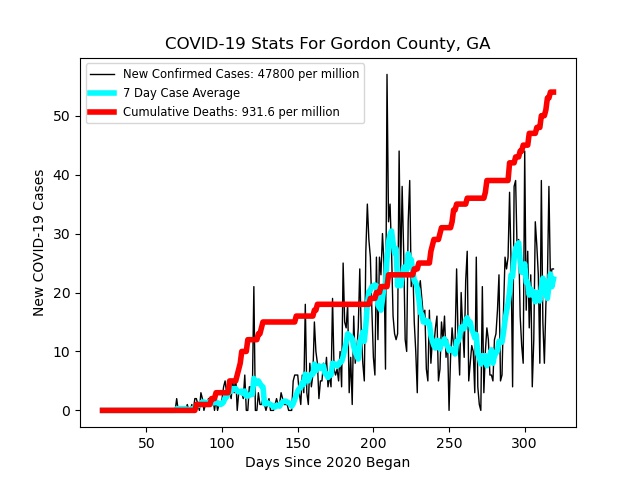 COVID-19 Stats For Gordon County, GA
New Confirmed Cases: 47800 per million
7 Day Case Average
Cumulative Deaths: 931.6 per million
New COVID-19 Cases
50
40
30
20
10
0
50 100 150 200 250 300
Days Since 2020 Began